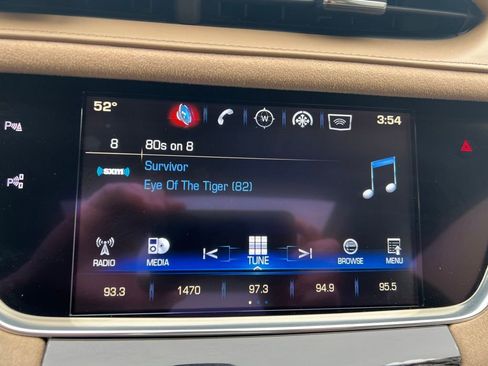 52° W 3:54
8 80s on 8
((sxm)) Survivor
Eye Of The Tiger (82)
RADIO MEDIA TUNE BROWSE MENU
93.3 1470 97.3 94.9 95.5